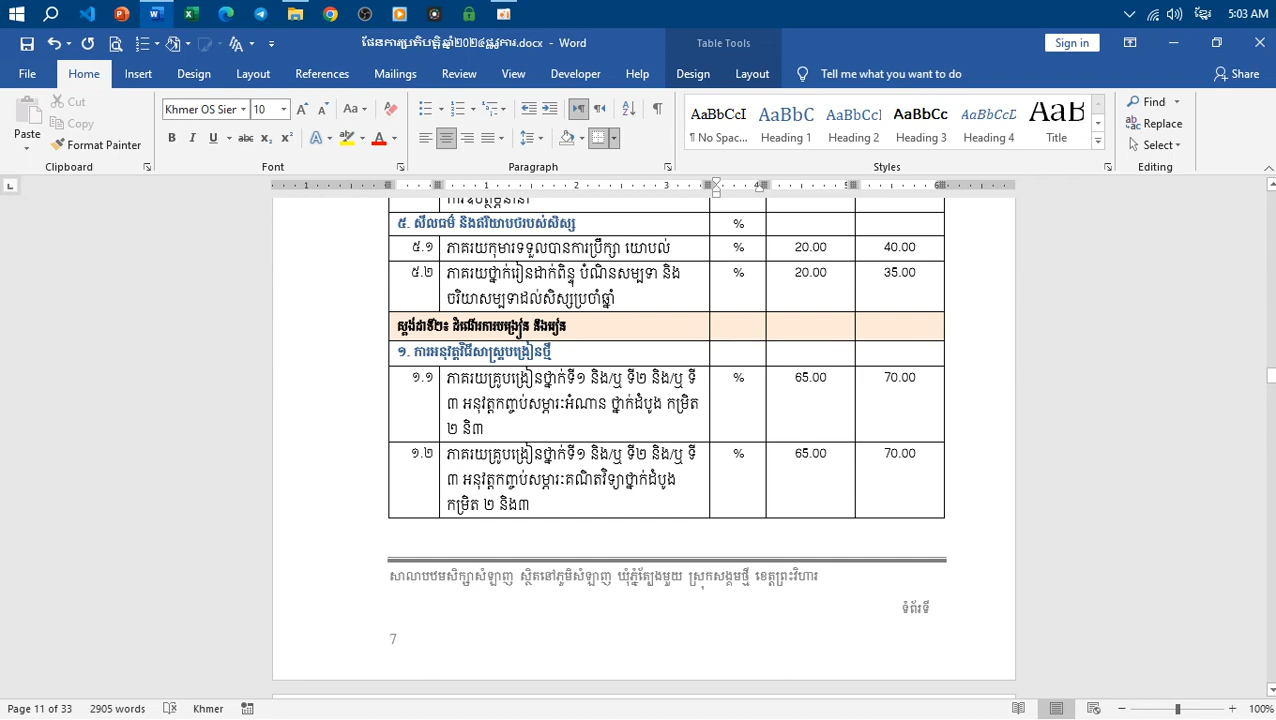 5:03 AM
ផែនការប្រតិបត្តិឆ្នាំ២០២៤ផ្លូវការ.docx - Word
Table Tools
Sign in
File Home Insert Design Layout References Mailings Review View Developer Help Design Layout Tell me what you want to do Share
Paste
Cut
Copy
Format Painter
Clipboard
Khmer OS Sier 10
Font
Paragraph
AaBbCcI AaBbC AaBbCcl AaBbCc AaBbCcD AaB
¶ No Spac... Heading 1 Heading 2 Heading 3 Heading 4 Title
Styles
Find
Replace
Select
Editing
1 1 2 3 4 5 6
ការឧបត្ថម្ភនានា
៥. សីលធម៌ និងឥរិយាបថរបស់សិស្ស %
៥.១ ភាគរយកុមារទទួលបានការប្រឹក្សា យោបល់ % 20.00 40.00
៥.២ ភាគរយថ្នាក់រៀនដាក់ពិន្ទុ បំណិនសម្បទា និង % 20.00 35.00
ចរិយាសម្បទាដល់សិស្សប្រចាំឆ្នាំ
ស្តង់ដាទី២៖ ដំណើរការបង្រៀន និងរៀន
១. ការអនុវត្តវិធីសាស្ត្របង្រៀនថ្មី
១.១ ភាគរយគ្រូបង្រៀនថ្នាក់ទី១ និង/ឬ ទី២ និង/ឬ ទី % 65.00 70.00
៣ អនុវត្តកញ្ចប់សម្ភារៈអំណាន ថ្នាក់ដំបូង កម្រិត
២ និ៣
១.២ ភាគរយគ្រូបង្រៀនថ្នាក់ទី១ និង/ឬ ទី២ និង/ឬ ទី % 65.00 70.00
៣ អនុវត្តកញ្ចប់សម្ភារៈគណិតវិទ្យាថ្នាក់ដំបូង
កម្រិត ២ និង៣
សាលាបឋមសិក្សាសំឡាញ ស្ថិតនៅភូមិសំឡាញ ឃុំភ្នំត្បែងមួយ ស្រុកសង្គមថ្មី ខេត្តព្រះវិហារ
ទំព័រទី
7
Page 11 of 33 2905 words Khmer 100%